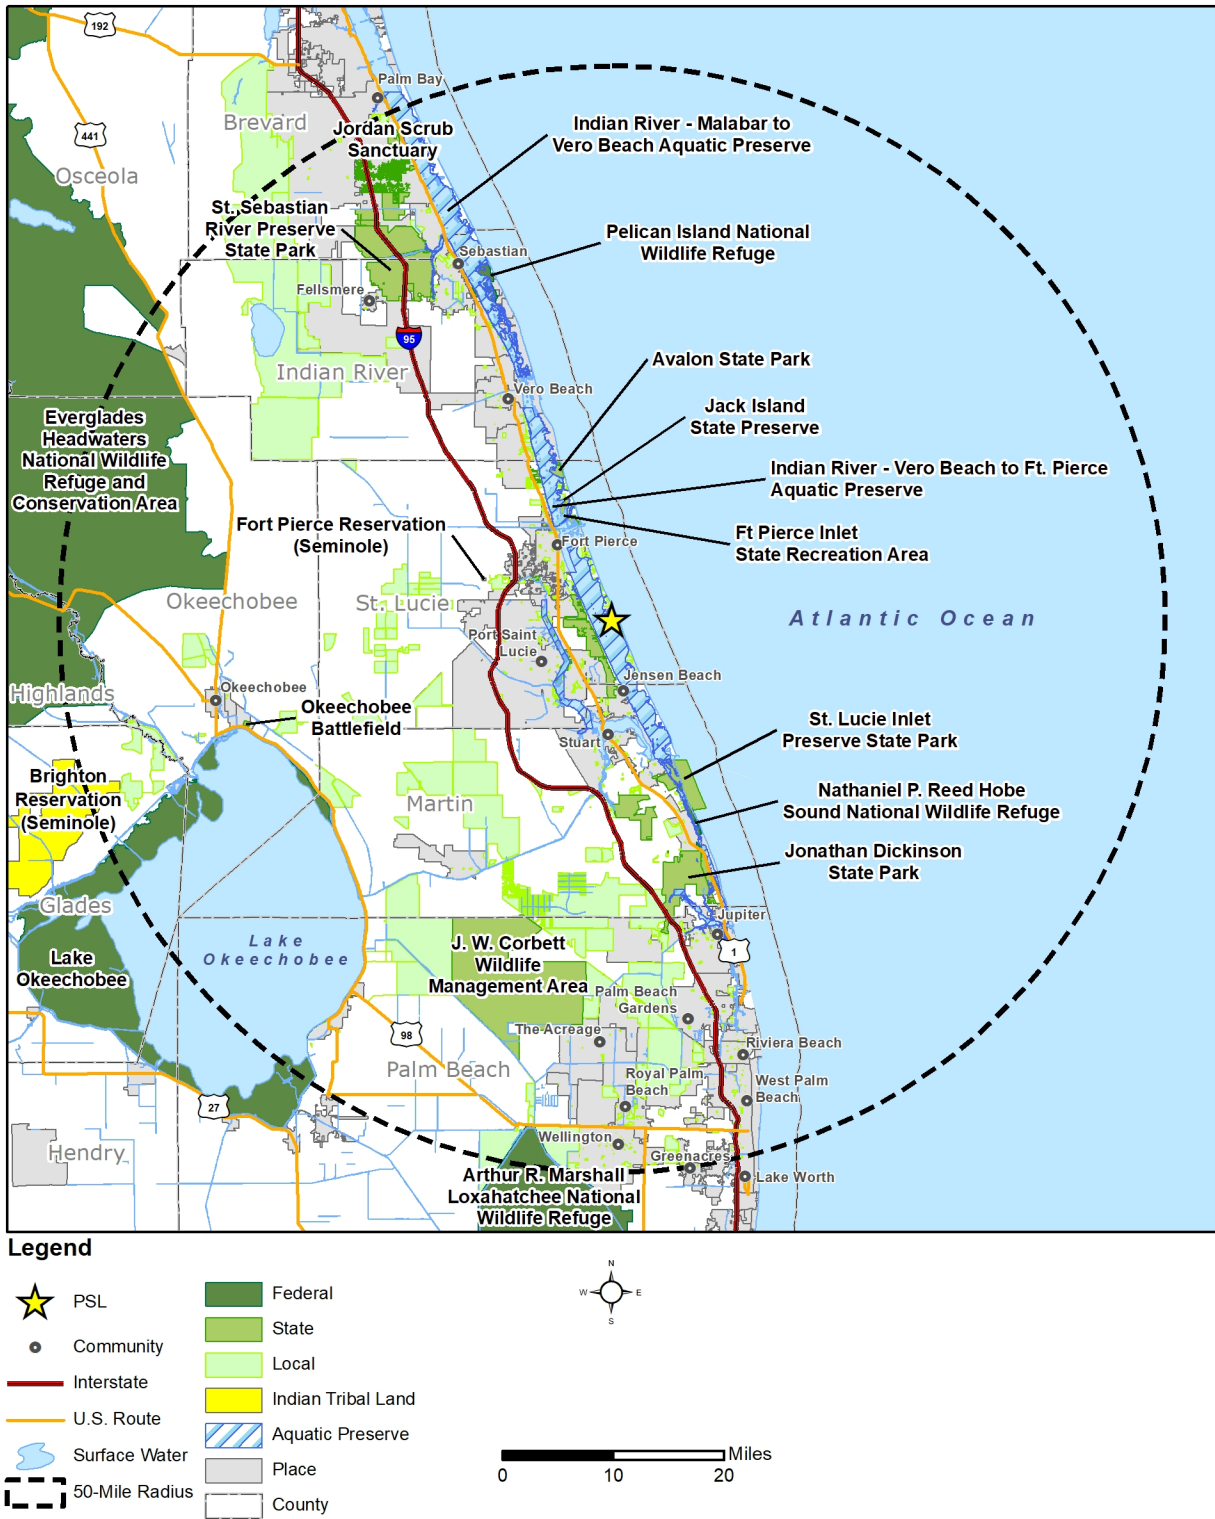 192
Palm Bay
Brevard
Jordan Scrub
Sanctuary
Indian River - Malabar to
Vero Beach Aquatic Preserve
441
Osceola
St. Sebastian
River Preserve
State Park
Pelican Island National
Wildlife Refuge
Sebastian
Fellsmere
95
Avalon State Park
Indian River
Vero Beach
Jack Island
State Preserve
Everglades
Headwaters
National Wildlife
Refuge and
Conservation Area
Indian River - Vero Beach to Ft. Pierce
Aquatic Preserve
Fort Pierce Reservation
(Seminole)
Fort Pierce
Ft Pierce Inlet
State Recreation Area
Okeechobee
St. Lucie
Atlantic Ocean
Port Saint
Lucie
Jensen Beach
Highlands
Okeechobee
Okeechobee
Battlefield
St. Lucie Inlet
Preserve State Park
Stuart
Brighton
Reservation
(Seminole)
Martin
Nathaniel P. Reed Hobe
Sound National Wildlife Refuge
Jonathan Dickinson
State Park
Glades
Jupiter
Lake
Okeechobee
J. W. Corbett
Wildlife
Management Area
1
Lake
Okeechobee
Palm Beach
Gardens
98
The Acreage
Riviera Beach
Palm Beach
Royal Palm
Beach
West Palm
Beach
27
Wellington
Hendry
Greenacres
Arthur R. Marshall
Loxahatchee National
Wildlife Refuge
Lake Worth
Legend
PSL
Community
Interstate
U.S. Route
Surface Water
50-Mile Radius
Federal
State
Local
Indian Tribal Land
Aquatic Preserve
Place
County
N
W E
S
Miles
0 10 20